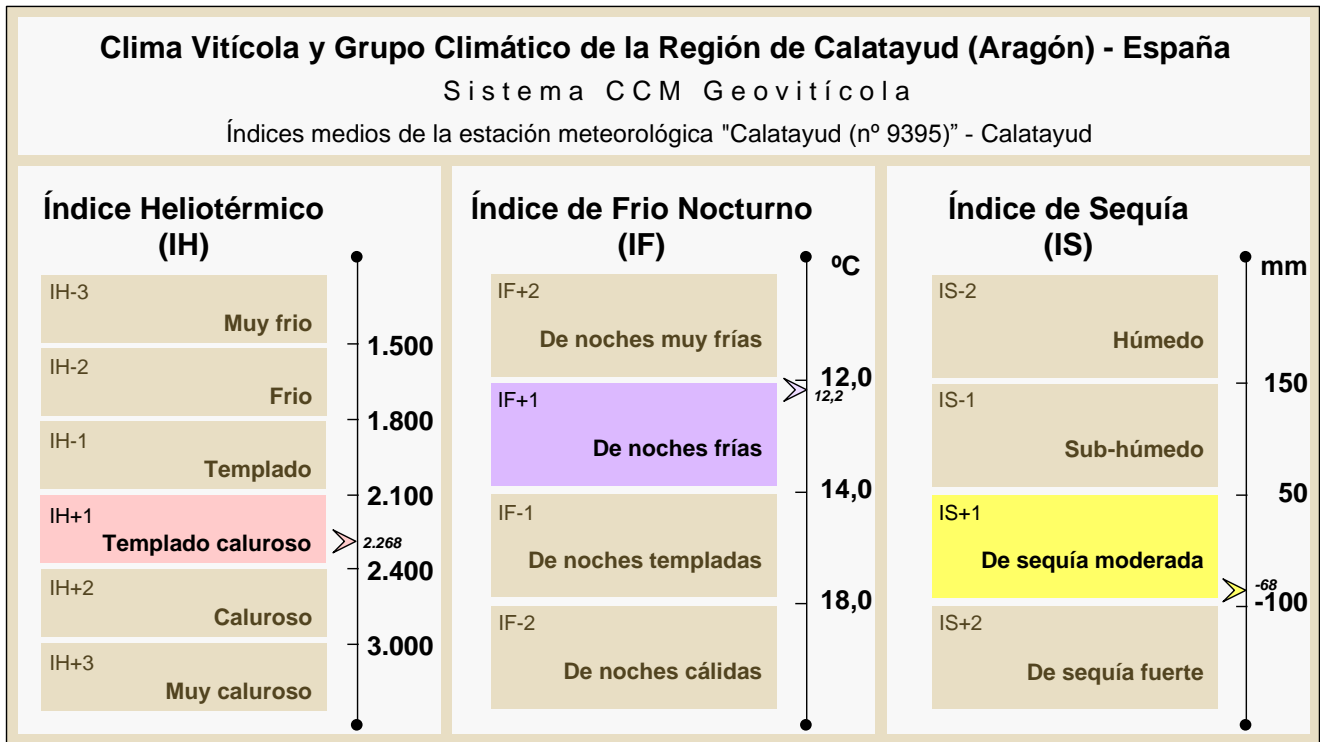 Clima Vitícola y Grupo Climático de la Región de Calatayud (Aragón) - España
Sistema CCM Geovitícola
Índices medios de la estación meteorológica "Calatayud (nº 9395)” - Calatayud
Índice Heliotérmico
(IH)
IH-3
Muy frio
1.500
IH-2
Frio
1.800
IH-1
Templado
2.100
IH+1
Templado caluroso
2.268
2.400
IH+2
Caluroso
3.000
IH+3
Muy caluroso
Índice de Frio Nocturno
(IF)
ºC
IF+2
De noches muy frías
12,0
12,2
IF+1
De noches frías
14,0
IF-1
De noches templadas
18,0
IF-2
De noches cálidas
Índice de Sequía
(IS)
mm
IS-2
Húmedo
150
IS-1
Sub-húmedo
50
IS+1
De sequía moderada
-68
-100
IS+2
De sequía fuerte